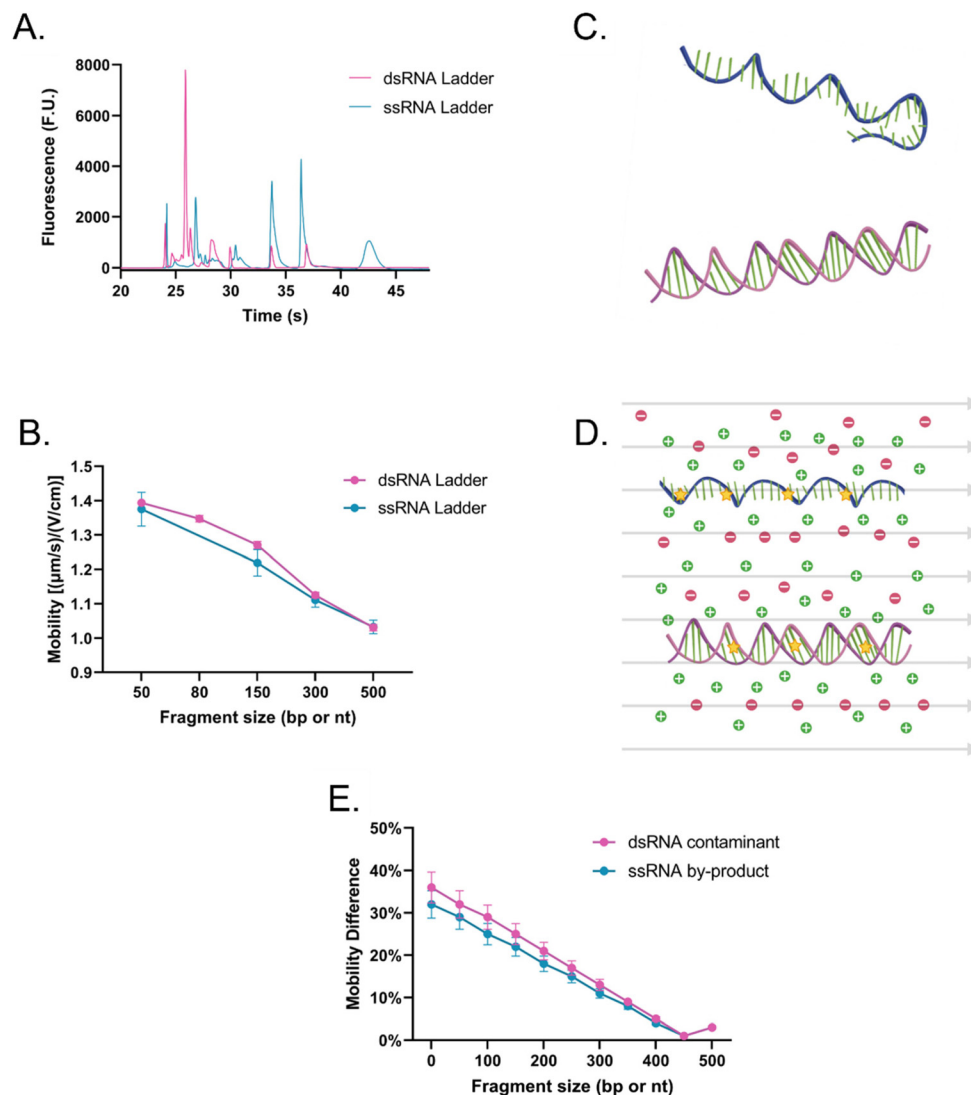 A.
8000
6000
4000
2000
0
Fluorescence (F.U.)
dsRNA Ladder
ssRNA Ladder
20 25 30 35 40 45
Time (s)
C.
B.
1.5
1.4
1.3
1.2
1.1
1.0
0.9
Mobility [(μm/s)/(V/cm)]
dsRNA Ladder
ssRNA Ladder
50 80 150 300 500
Fragment size (bp or nt)
D.
E.
50%
40%
30%
20%
10%
0%
Mobility Difference
dsRNA contaminant
ssRNA by-product
0 100 200 300 400 500
Fragment size (bp or nt)